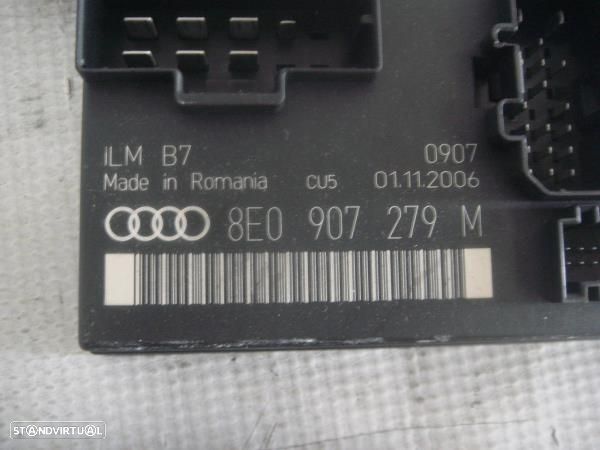 iLM B7 0907
Made in Romania CU5 01.11.2006
8E0 907 279 M
STANDVIRTUAL